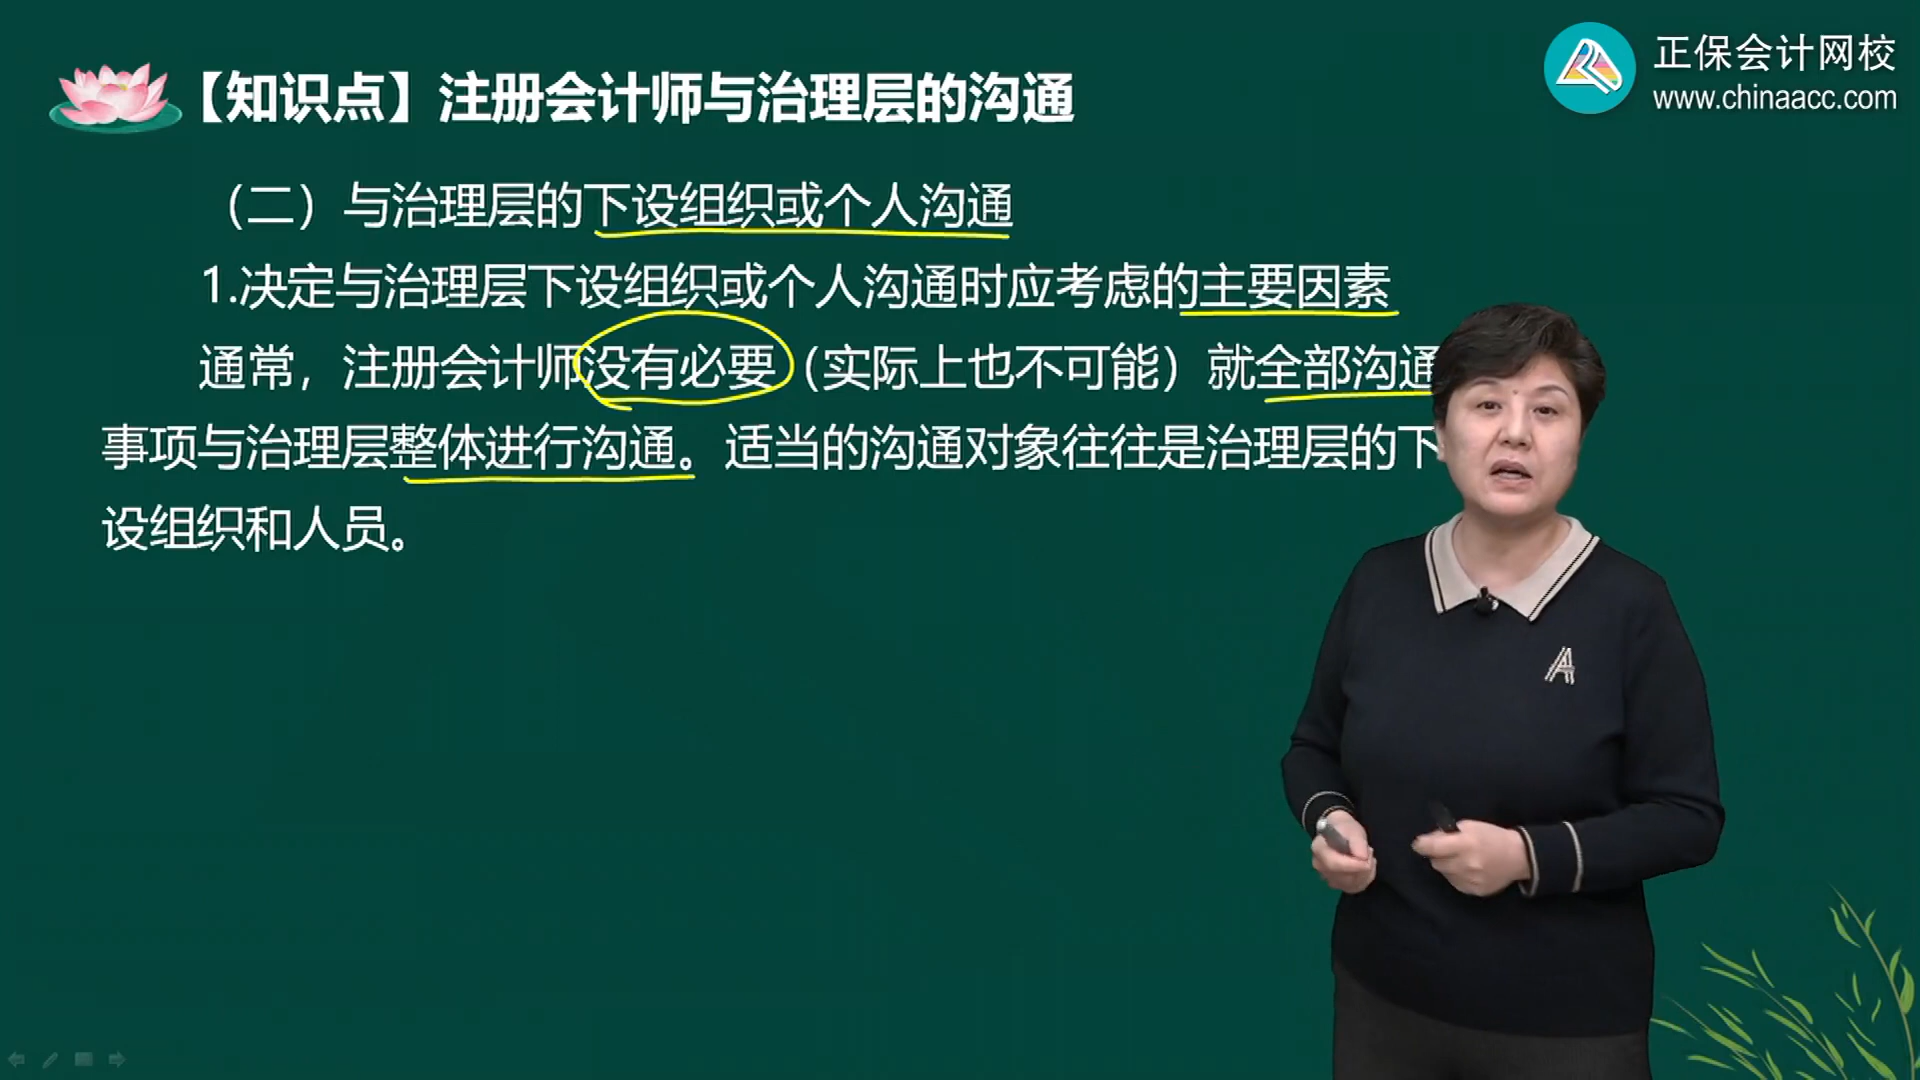 【知识点】注册会计师与治理层的沟通
正保会计网校
www.chinaacc.com
（二）与治理层的下设组织或个人沟通
1.决定与治理层下设组织或个人沟通时应考虑的主要因素
通常，注册会计师没有必要（实际上也不可能）就全部沟通
事项与治理层整体进行沟通。适当的沟通对象往往是治理层的下
设组织和人员。
A